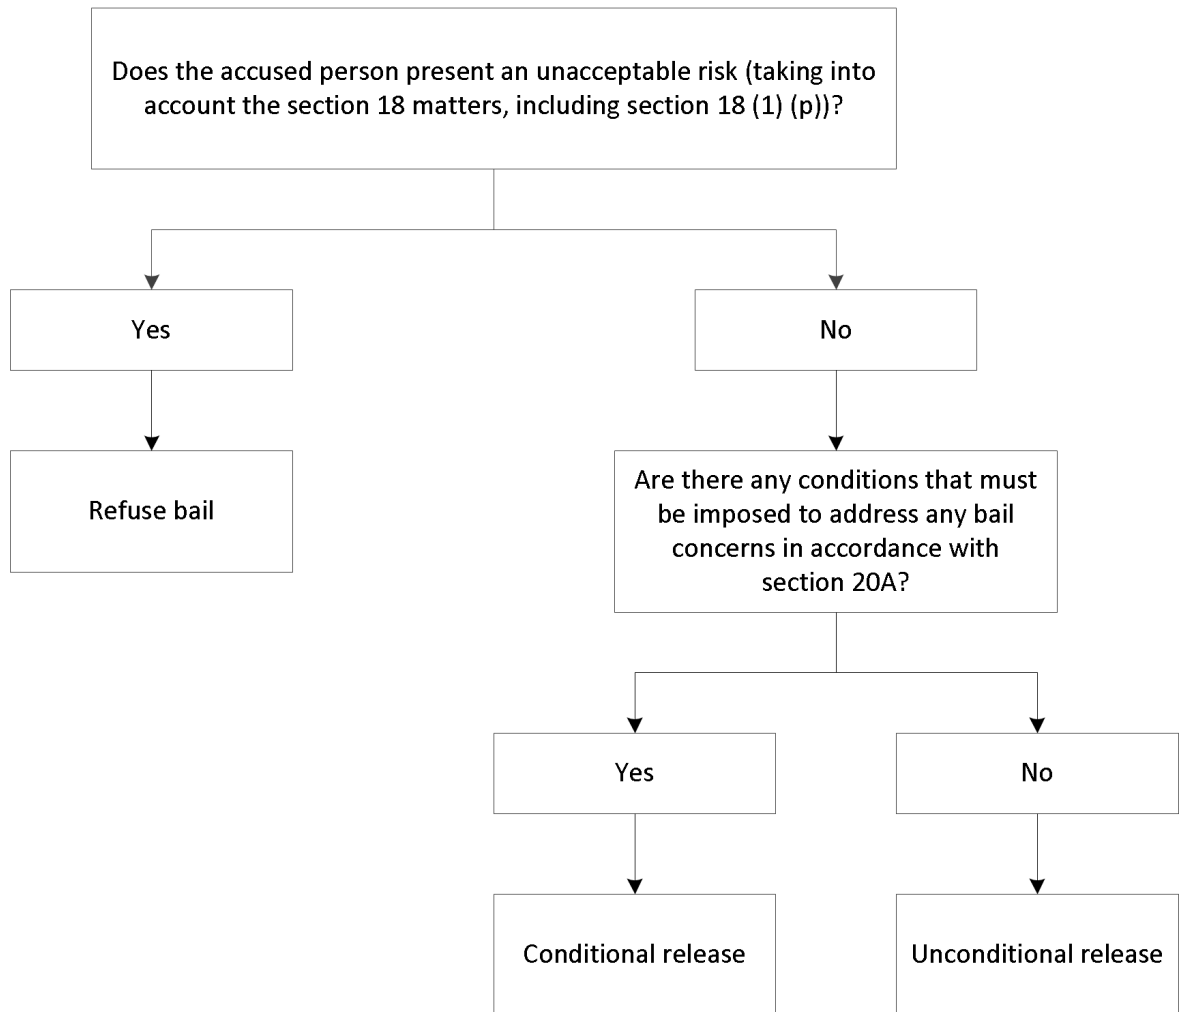 Does the accused person present an unacceptable risk (taking into
account the section 18 matters, including section 18 (1) (p))?
Yes
No
Refuse bail
Are there any conditions that must
be imposed to address any bail
concerns in accordance with
section 20A?
Yes
No
Conditional release
Unconditional release